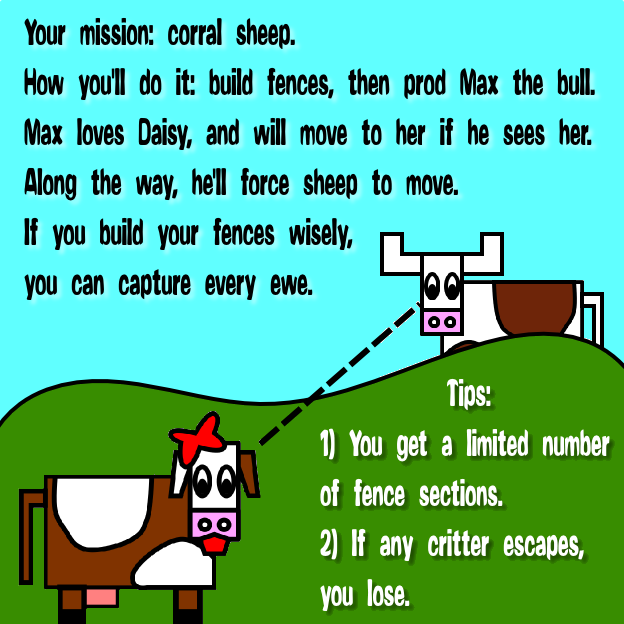 Your mission: corral sheep.
How you'll do it: build fences, then prod Max the bull.
Max loves Daisy, and will move to her if he sees her.
Along the way, he'll force sheep to move.
If you build your fences wisely,
you can capture every ewe.
Tips:
1) You get a limited number
of fence sections.
2) If any critter escapes,
you lose.